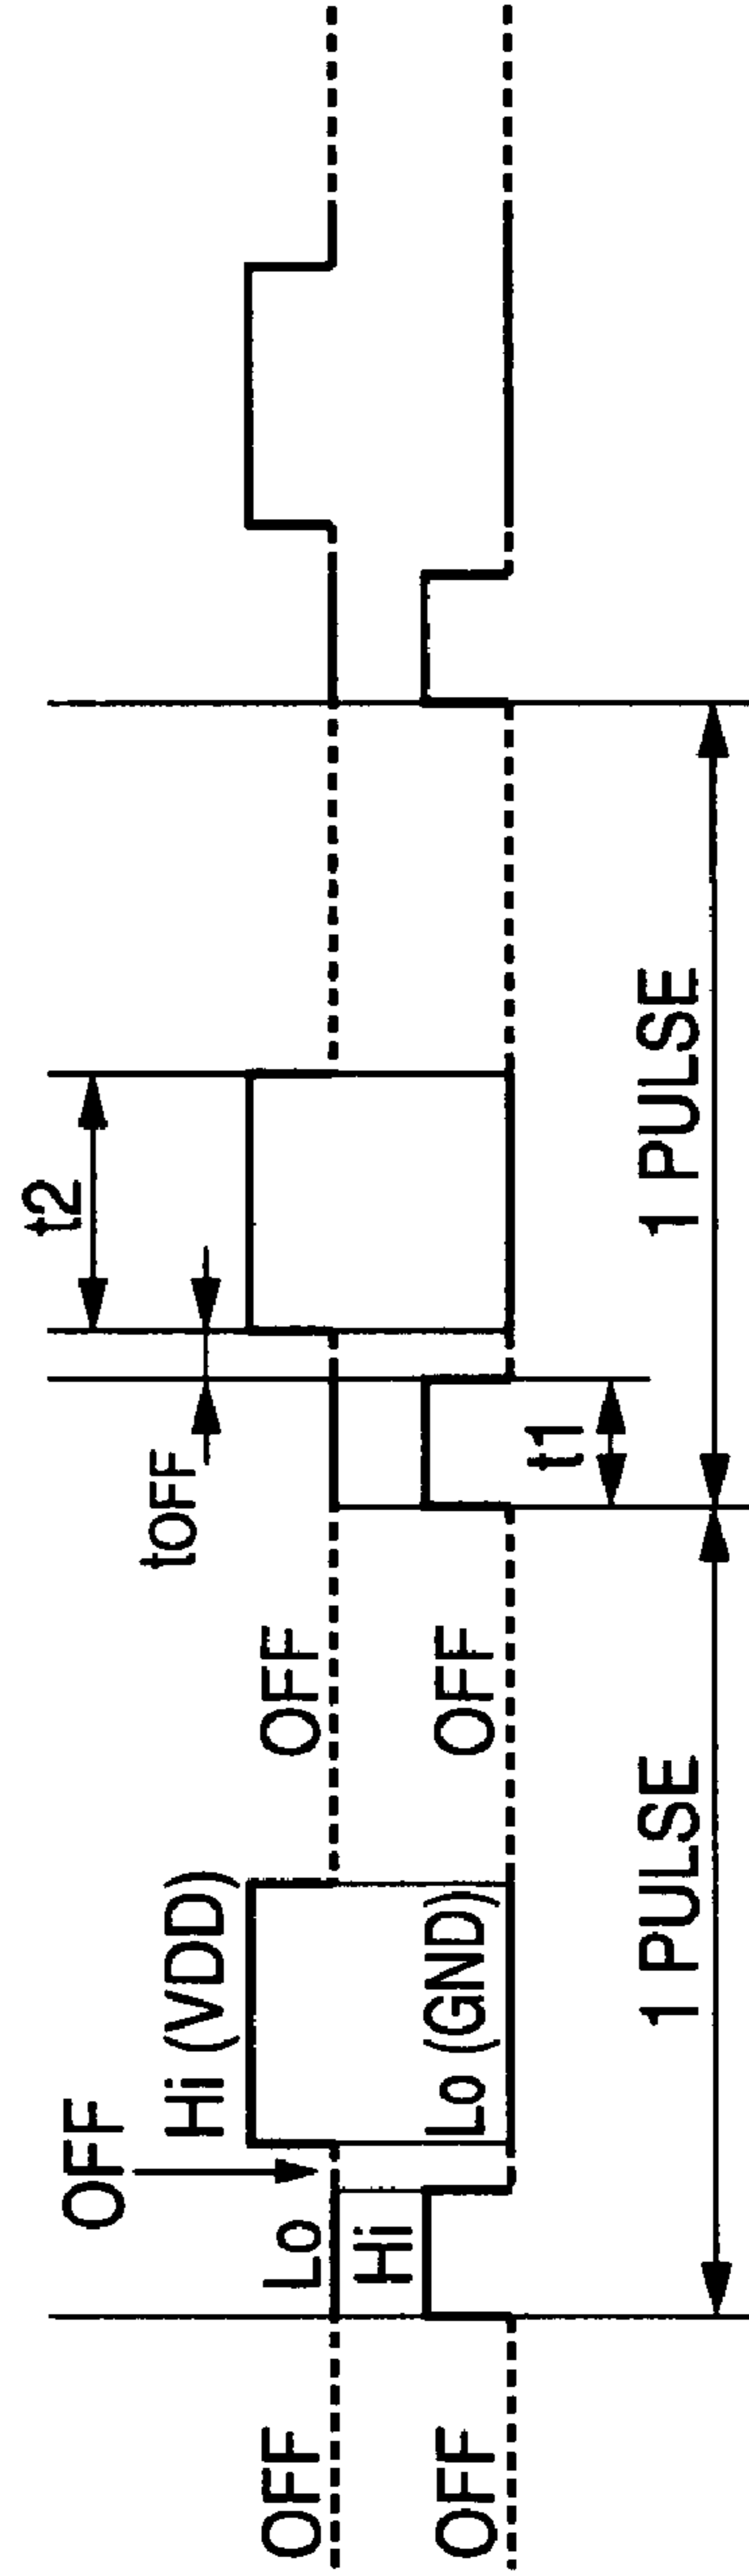 t2
tOFF
OFF
Hi (VDD)
OFF
Lo
OFF
Hi
OFF
Lo (GND)
OFF
t1
1 PULSE
1 PULSE